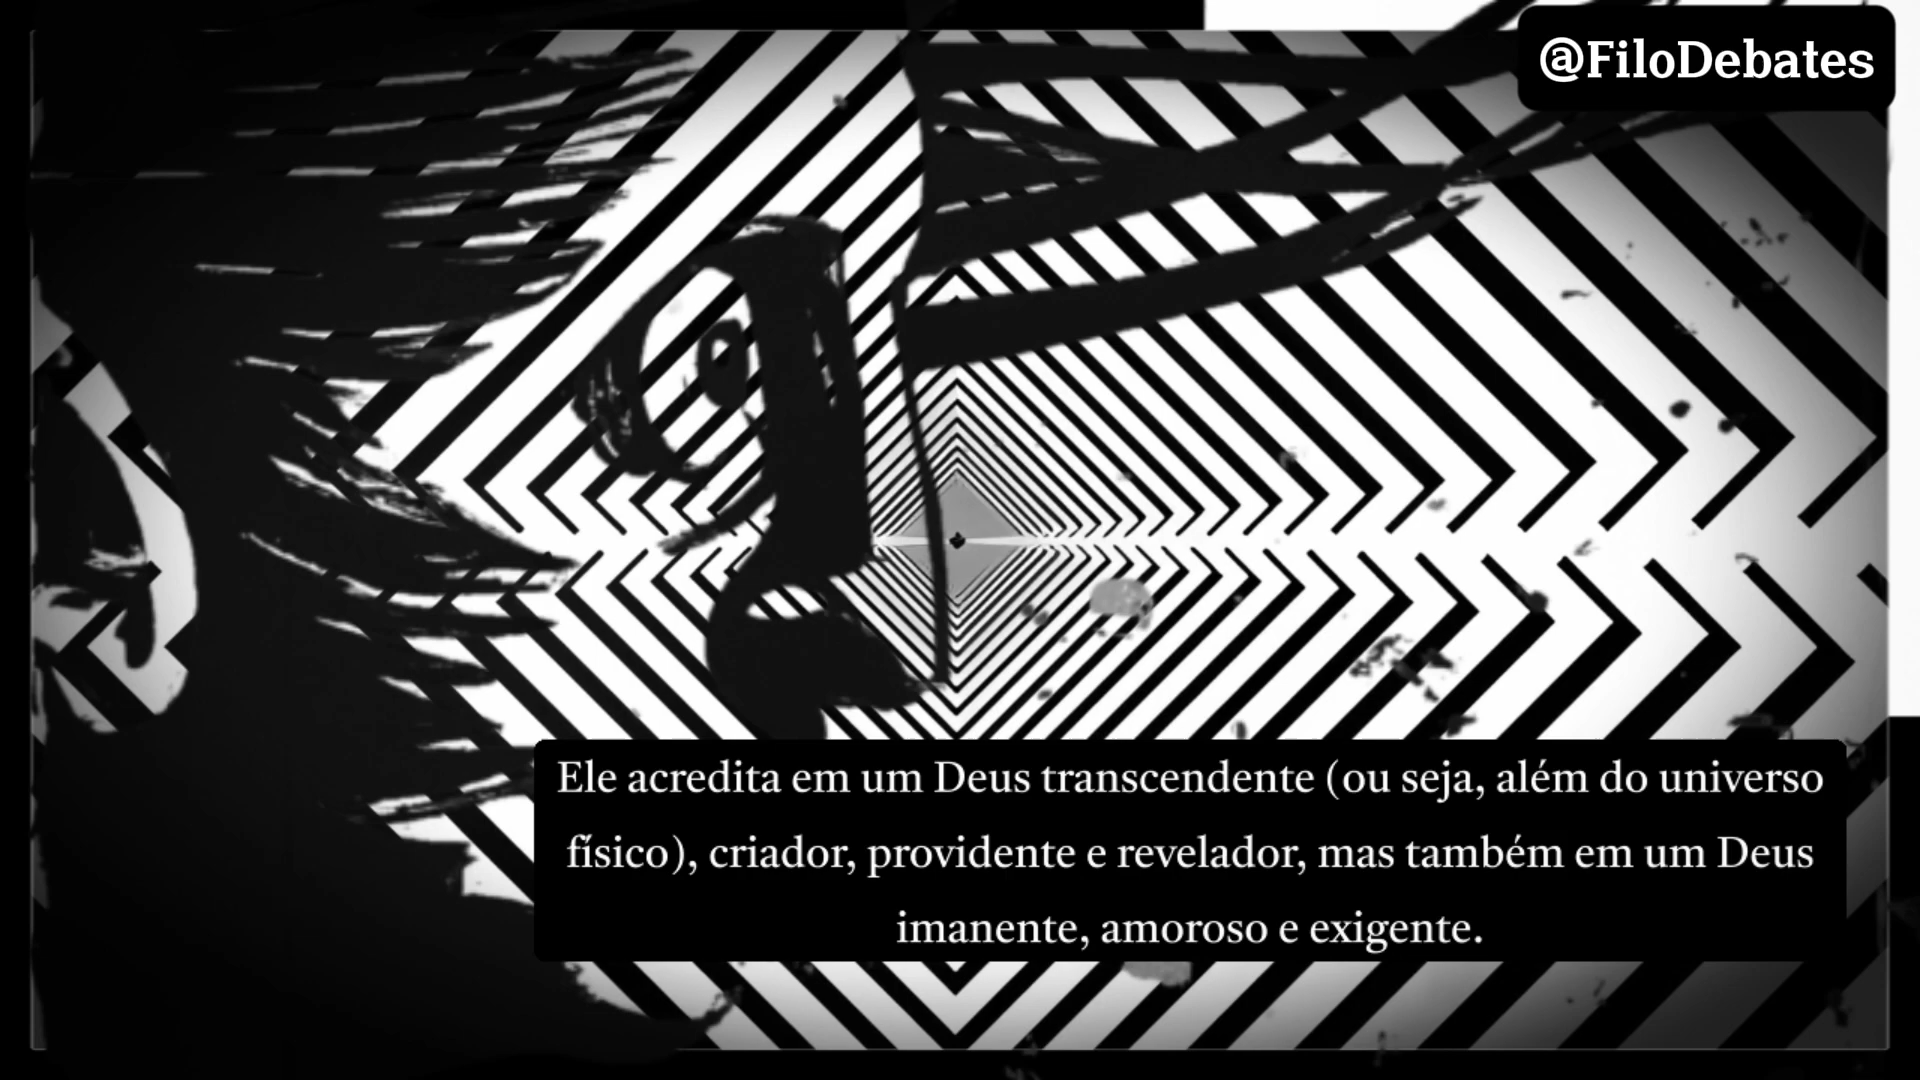 @FiloDebates
Ele acredita em um Deus transcendente (ou seja, além do universo
físico), criador, providente e revelador, mas também em um Deus
imanente, amoroso e exigente.